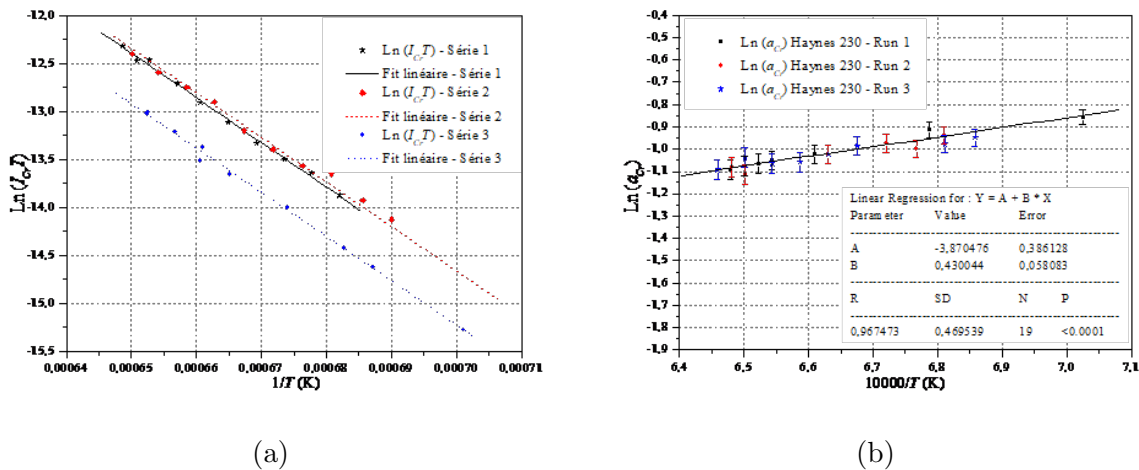 -12,0
-12,5
-13,0
-13,5
-14,0
-14,5
-15,0
-15,5
Ln (I_Cr T)
0,00064 0,00065 0,00066 0,00067 0,00068 0,00069 0,00070 0,00071
1/T (K)
Ln (I_Cr T) - Série 1
Fit linéaire - Série 1
Ln (I_Cr T) - Série 2
Fit linéaire - Série 2
Ln (I_Cr T) - Série 3
Fit linéaire - Série 3
(a)
-0,4
-0,5
-0,6
-0,7
-0,8
-0,9
-1,0
-1,1
-1,2
-1,3
-1,4
-1,5
-1,6
-1,7
-1,8
-1,9
Ln (a_Cr)
6,4 6,5 6,6 6,7 6,8 6,9 7,0 7,1
10000/T (K)
Ln (a_Cr) Haynes 230 - Run 1
Ln (a_Cr) Haynes 230 - Run 2
Ln (a_Cr) Haynes 230 - Run 3
Linear Regression for : Y = A + B * X
Parameter Value Error
A -3,870476 0,386128
B 0,430044 0,058083
R SD N P
0,967473 0,469539 19 <0.0001
(b)